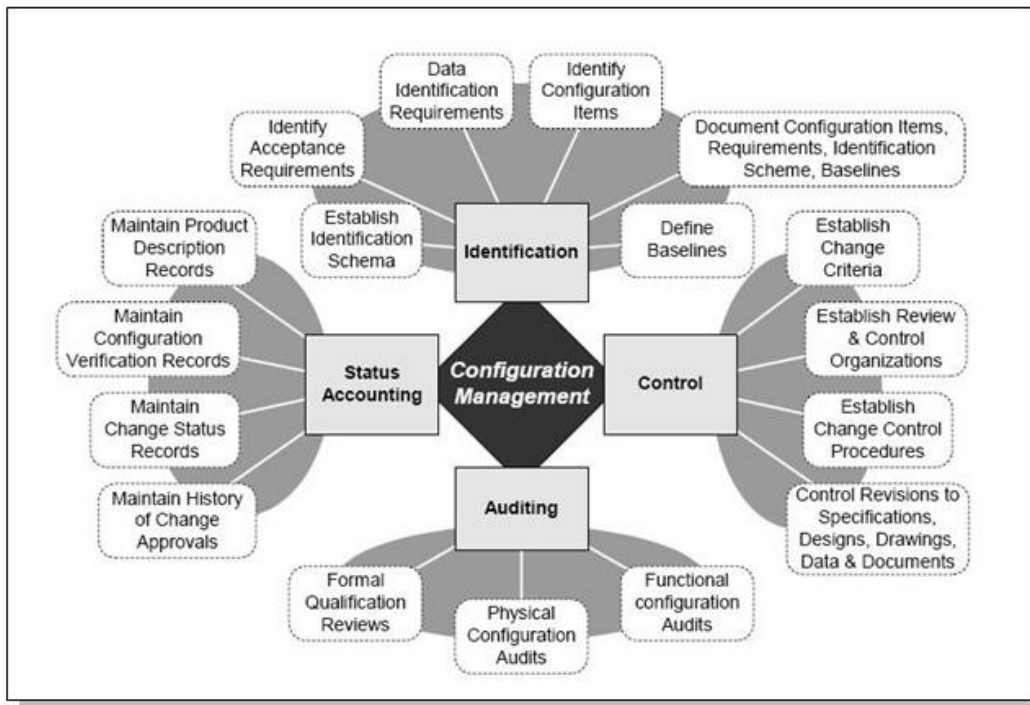 Data
Identification
Requirements
Identify
Configuration
Items
Identify
Acceptance
Requirements
Document Configuration Items,
Requirements, Identification
Scheme, Baselines
Establish
Identification
Schema
Identification
Define
Baselines
Maintain Product
Description
Records
Maintain
Configuration
Verification Records
Maintain
Change Status
Records
Maintain History
of Change
Approvals
Status
Accounting
Configuration
Management
Control
Establish
Change
Criteria
Establish Review
& Control
Organizations
Establish
Change Control
Procedures
Control Revisions to
Specifications,
Designs, Drawings,
Data & Documents
Auditing
Formal
Qualification
Reviews
Physical
Configuration
Audits
Functional
configuration
Audits